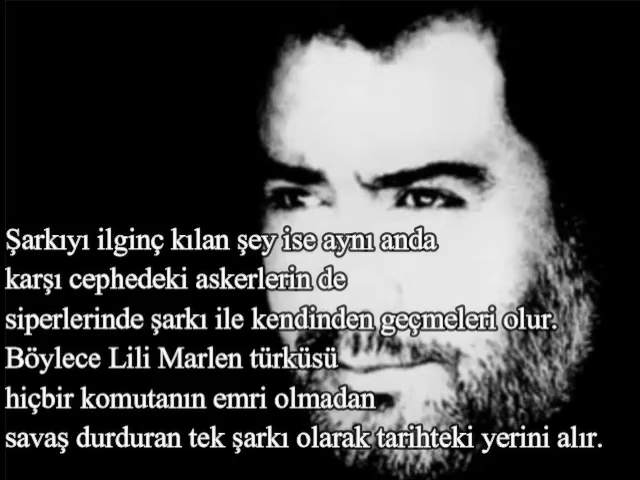 Şarkıyı ilginç kılan şey ise aynı anda
karşı cephedeki askerlerin de
siperlerinde şarkı ile kendinden geçmeleri olur.
Böylece Lili Marlen türküsü
hiçbir komutanın emri olmadan
savaş durduran tek şarkı olarak tarihteki yerini alır.